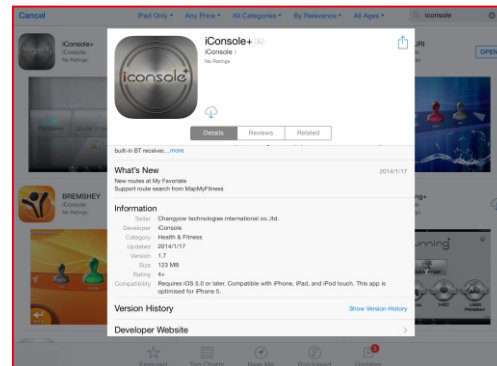 Cancel
iPad Only
Any Price
All Categories
By Relevance
All Ages
iconsole
iConsole+
iConsole
No Ratings
OPEN
iconsole+
iConsole+ 4+
iConsole
No Ratings
Details
Reviews
Related
built-in BT receiver,...more
What's New
2014/1/17
New routes at My Favoriate
Support route search from MapMyFitness
Information
Seller Changyow technologies international co.,ltd.
Developer iConsole
Category Health & Fitness
Updated 2014/1/17
Version 1.7
Size 123 MB
Rating 4+
Compatibility Requires iOS 5.0 or later. Compatible with iPhone, iPad, and iPod touch. This app is
optimised for iPhone 5.
Version History
Show Version History
Developer Website
BREMSHEY
iConsole
No Ratings
Featured
Top Charts
Near Me
Purchased
Updates